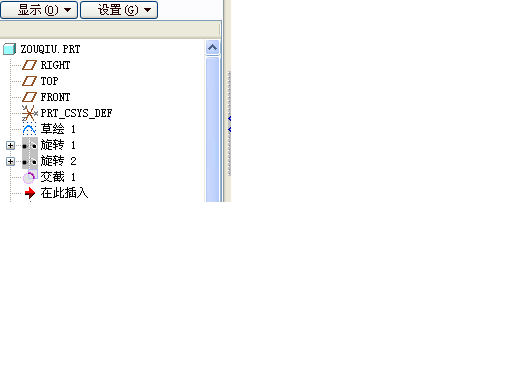 显示(O) 设置(G)
ZOUQIU.PRT
RIGHT
TOP
FRONT
PRT_CSYS_DEF
草绘 1
旋转 1
旋转 2
交截 1
在此插入